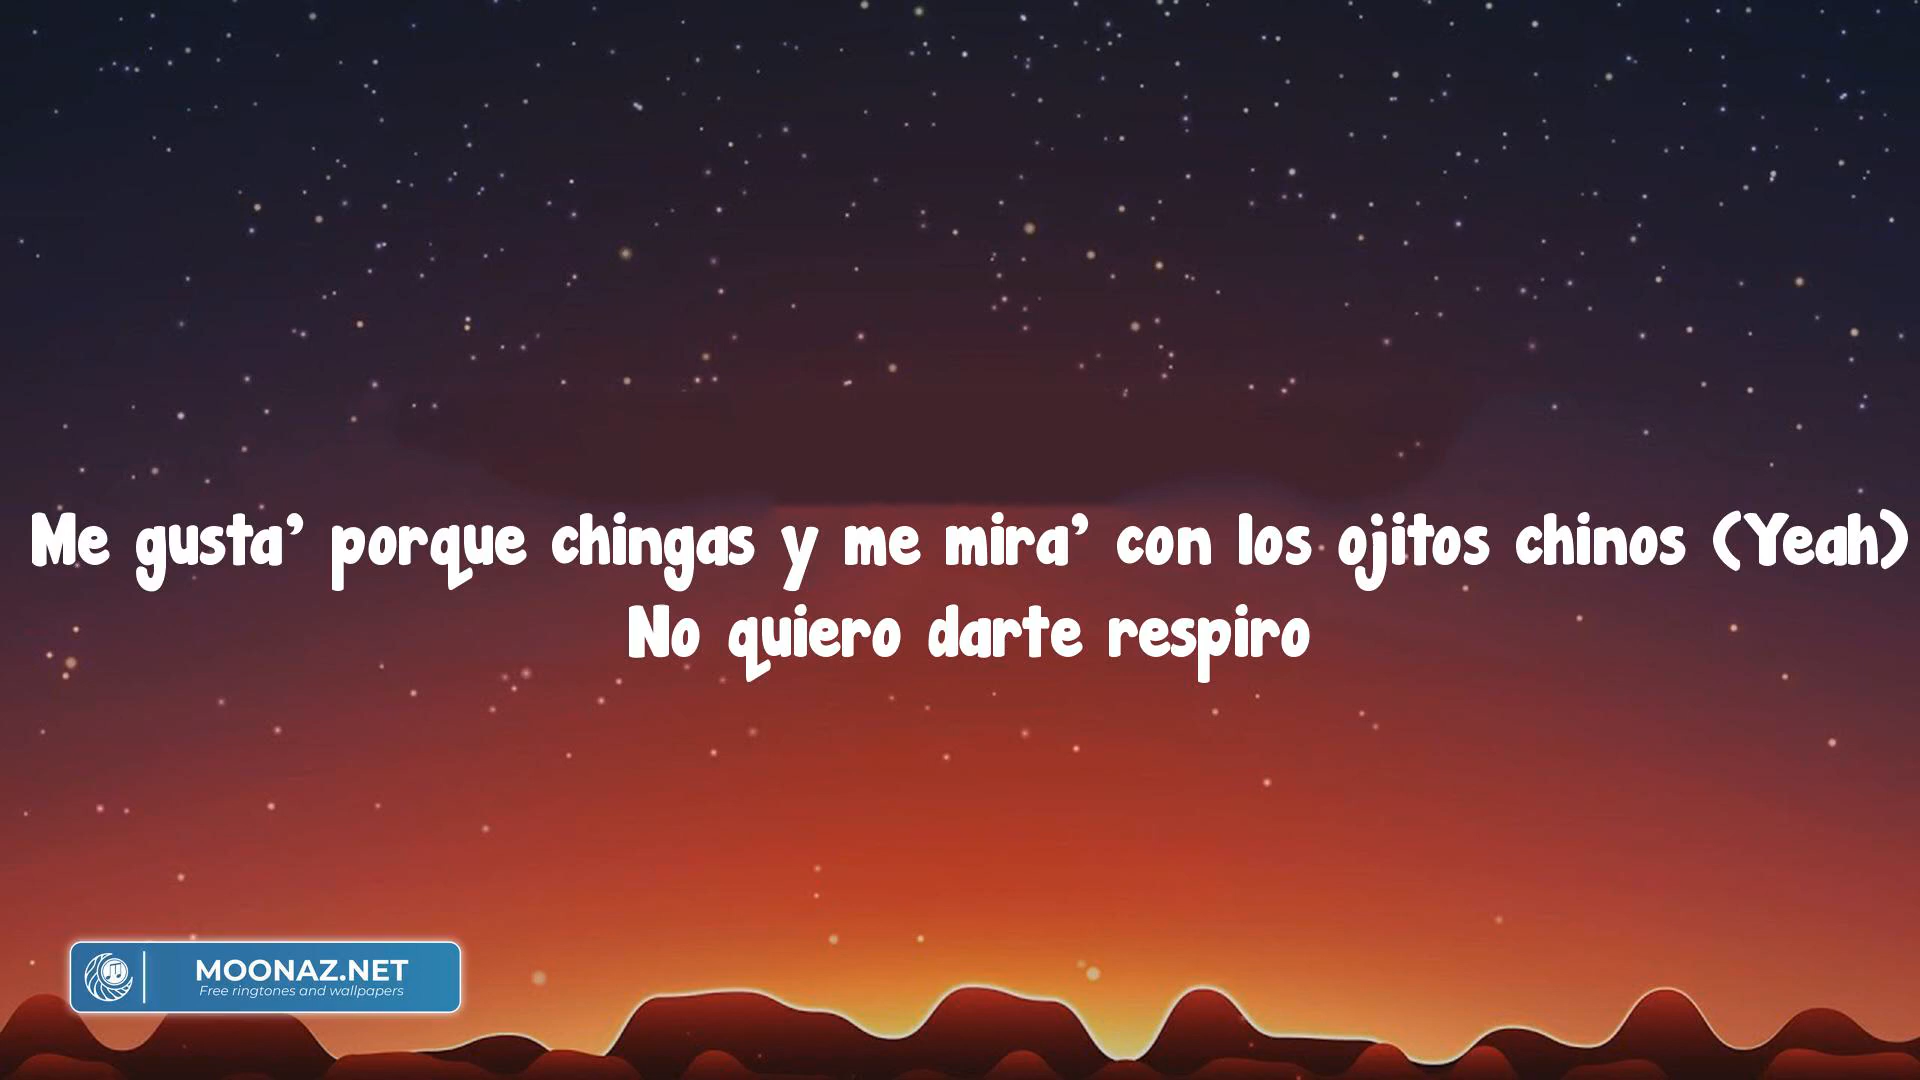 Me gusta' porque chingas y me mira' con los ojitos chinos (Yeah)
No quiero darte respiro
MOONAZ.NET
Free ringtones and wallpapers